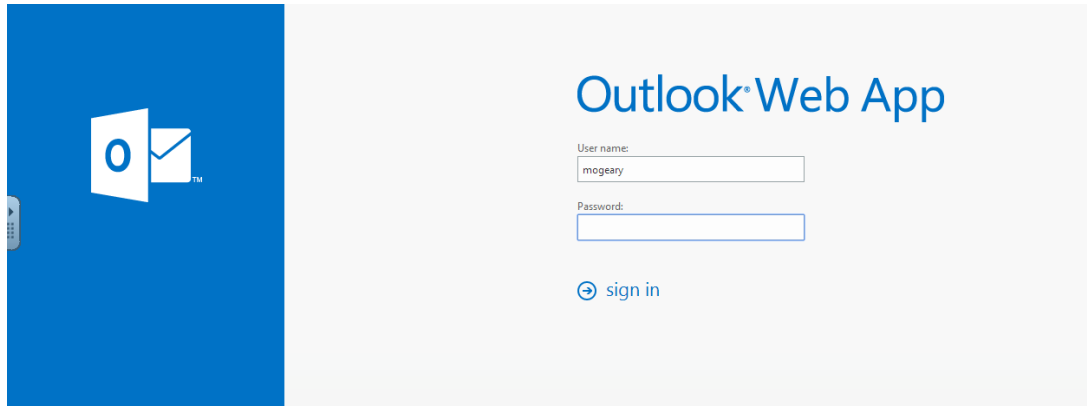 Outlook® Web App
User name:
mogeary
Password:
O
TM
sign in